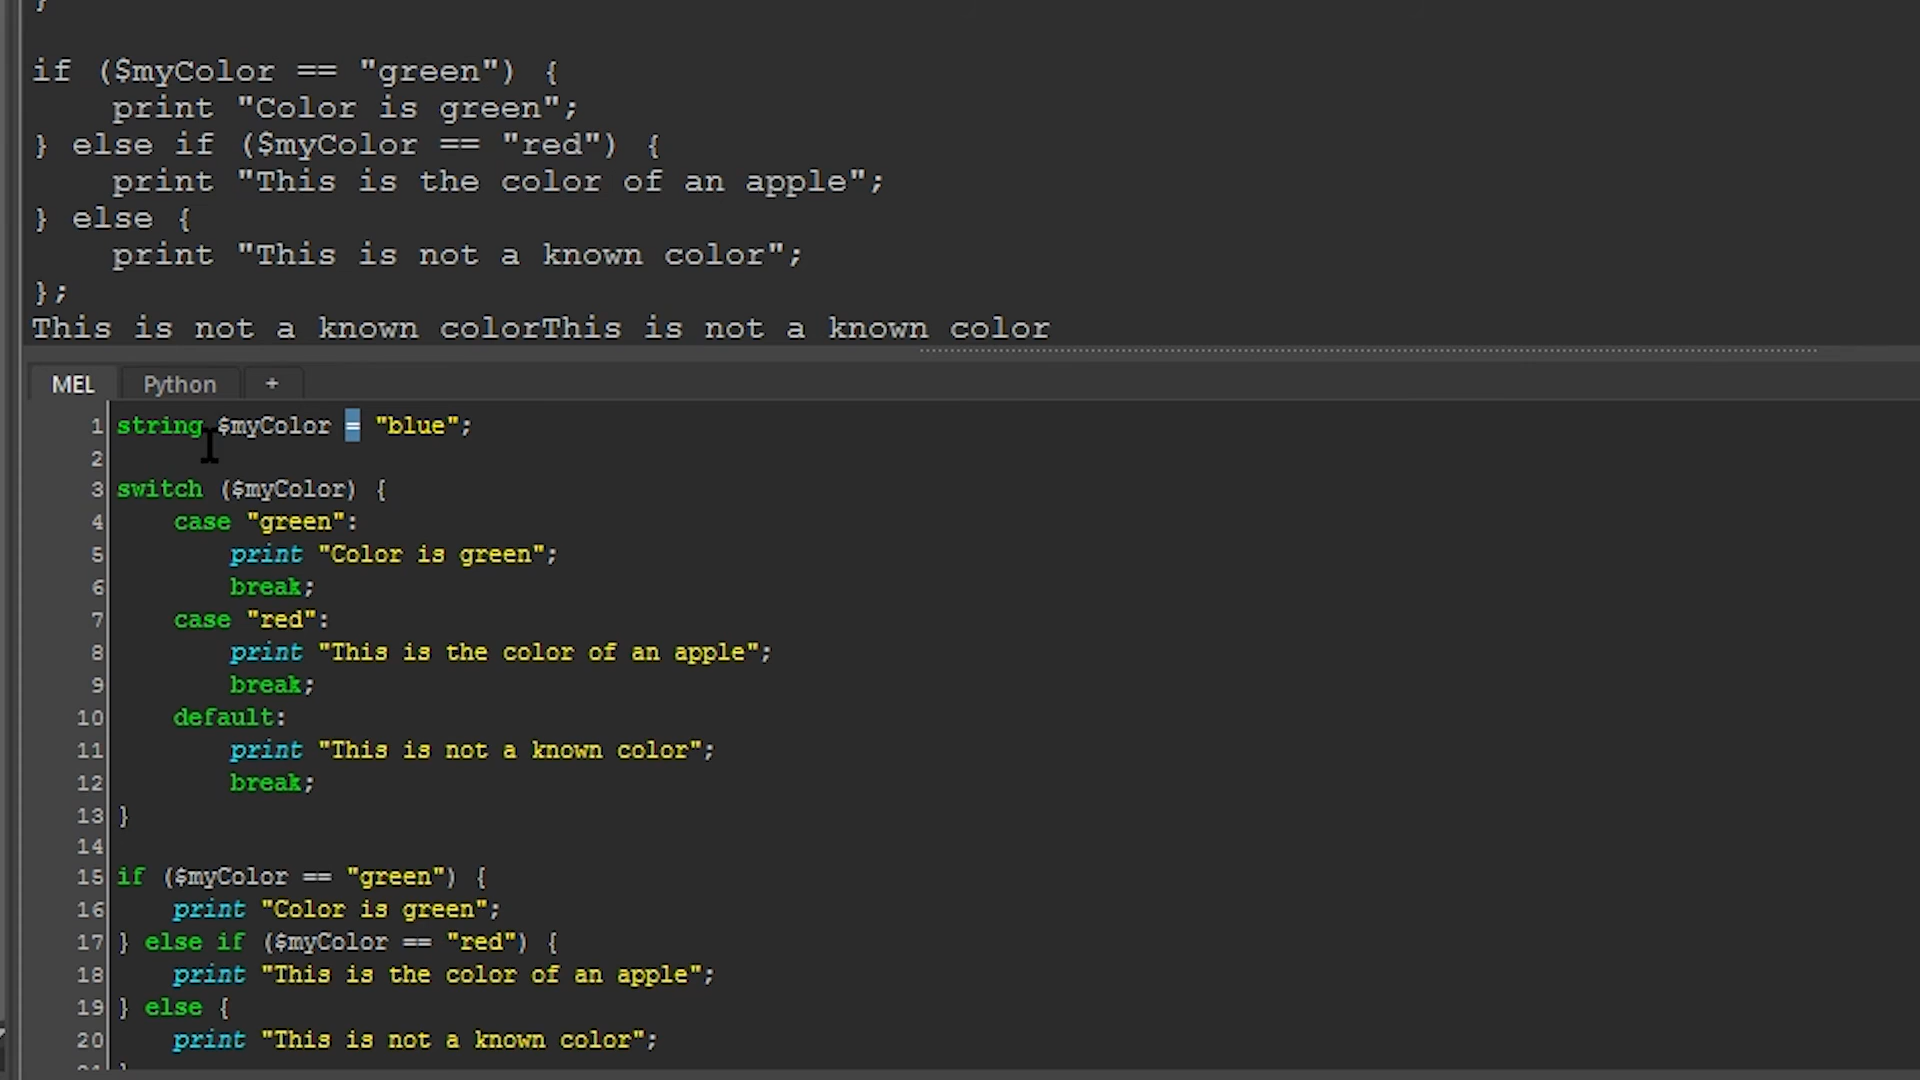 }
if ($myColor == "green") {
    print "Color is green";
} else if ($myColor == "red") {
    print "This is the color of an apple";
} else {
    print "This is not a known color";
};
This is not a known colorThis is not a known color
MEL Python +
1 string $myColor = "blue";
2
3 switch ($myColor) {
4     case "green":
5         print "Color is green";
6         break;
7     case "red":
8         print "This is the color of an apple";
9         break;
10     default:
11         print "This is not a known color";
12         break;
13 }
14
15 if ($myColor == "green") {
16     print "Color is green";
17 } else if ($myColor == "red") {
18     print "This is the color of an apple";
19 } else {
20     print "This is not a known color";